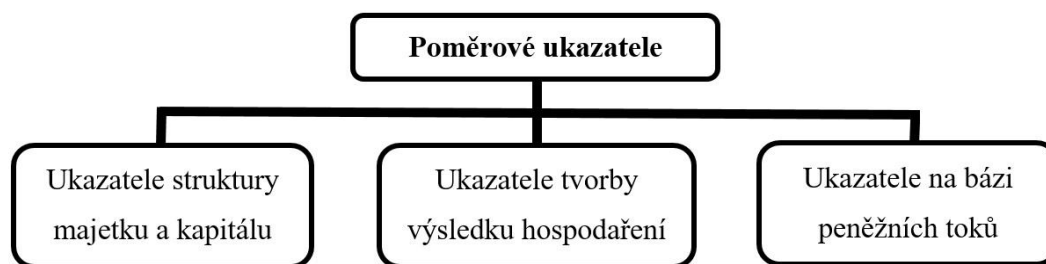 Poměrové ukazatele
Ukazatele struktury
majetku a kapitálu
Ukazatele tvorby
výsledku hospodaření
Ukazatele na bázi
peněžních toků